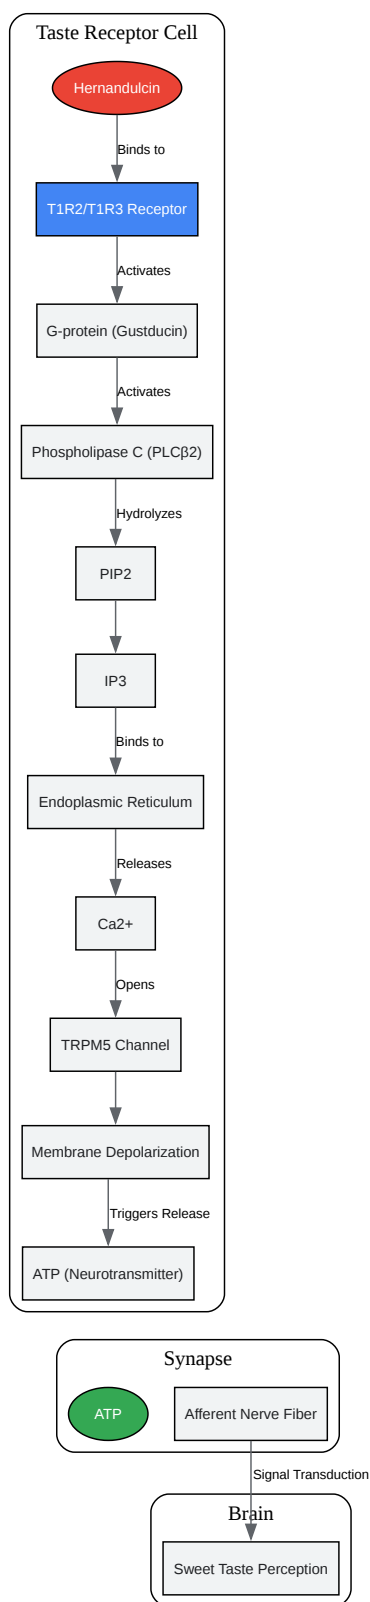 Taste Receptor Cell
Hernandulcin
Binds to
T1R2/T1R3 Receptor
Activates
G-protein (Gustducin)
Activates
Phospholipase C (PLCβ2)
Hydrolyzes
PIP2
IP3
Binds to
Endoplasmic Reticulum
Releases
Ca2+
Opens
TRPM5 Channel
Membrane Depolarization
Triggers Release
ATP (Neurotransmitter)
Synapse
ATP
Afferent Nerve Fiber
Signal Transduction
Brain
Sweet Taste Perception